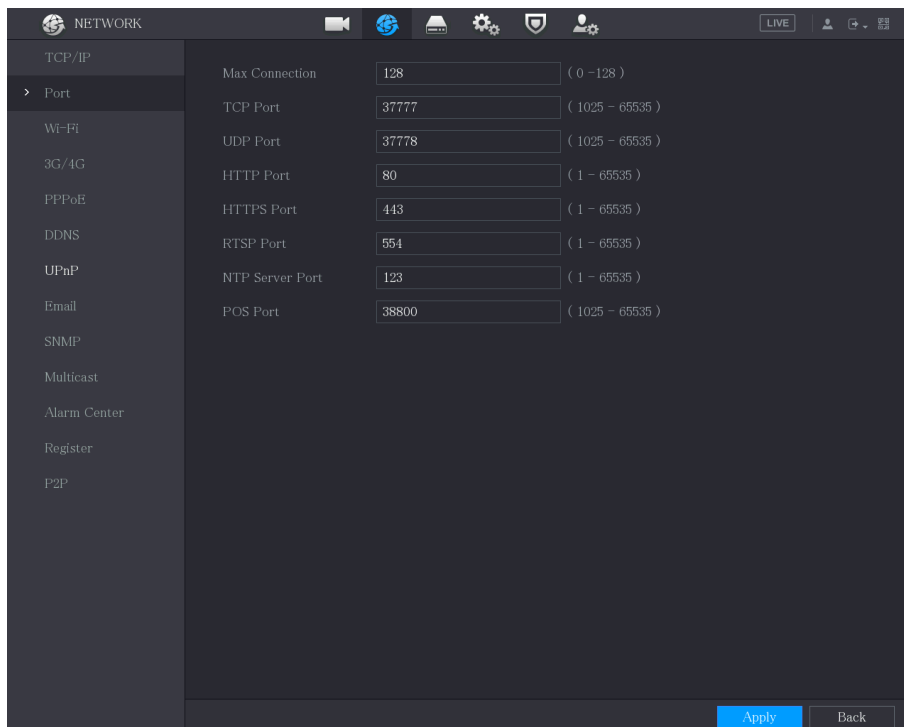 NETWORK
LIVE
TCP/IP
Port
Wi-Fi
3G/4G
PPPoE
DDNS
UPnP
Email
SNMP
Multicast
Alarm Center
Register
P2P
Max Connection 128 ( 0 -128 )
TCP Port 37777 ( 1025 - 65535 )
UDP Port 37778 ( 1025 - 65535 )
HTTP Port 80 ( 1 - 65535 )
HTTPS Port 443 ( 1 - 65535 )
RTSP Port 554 ( 1 - 65535 )
NTP Server Port 123 ( 1 - 65535 )
POS Port 38800 ( 1025 - 65535 )
Apply Back